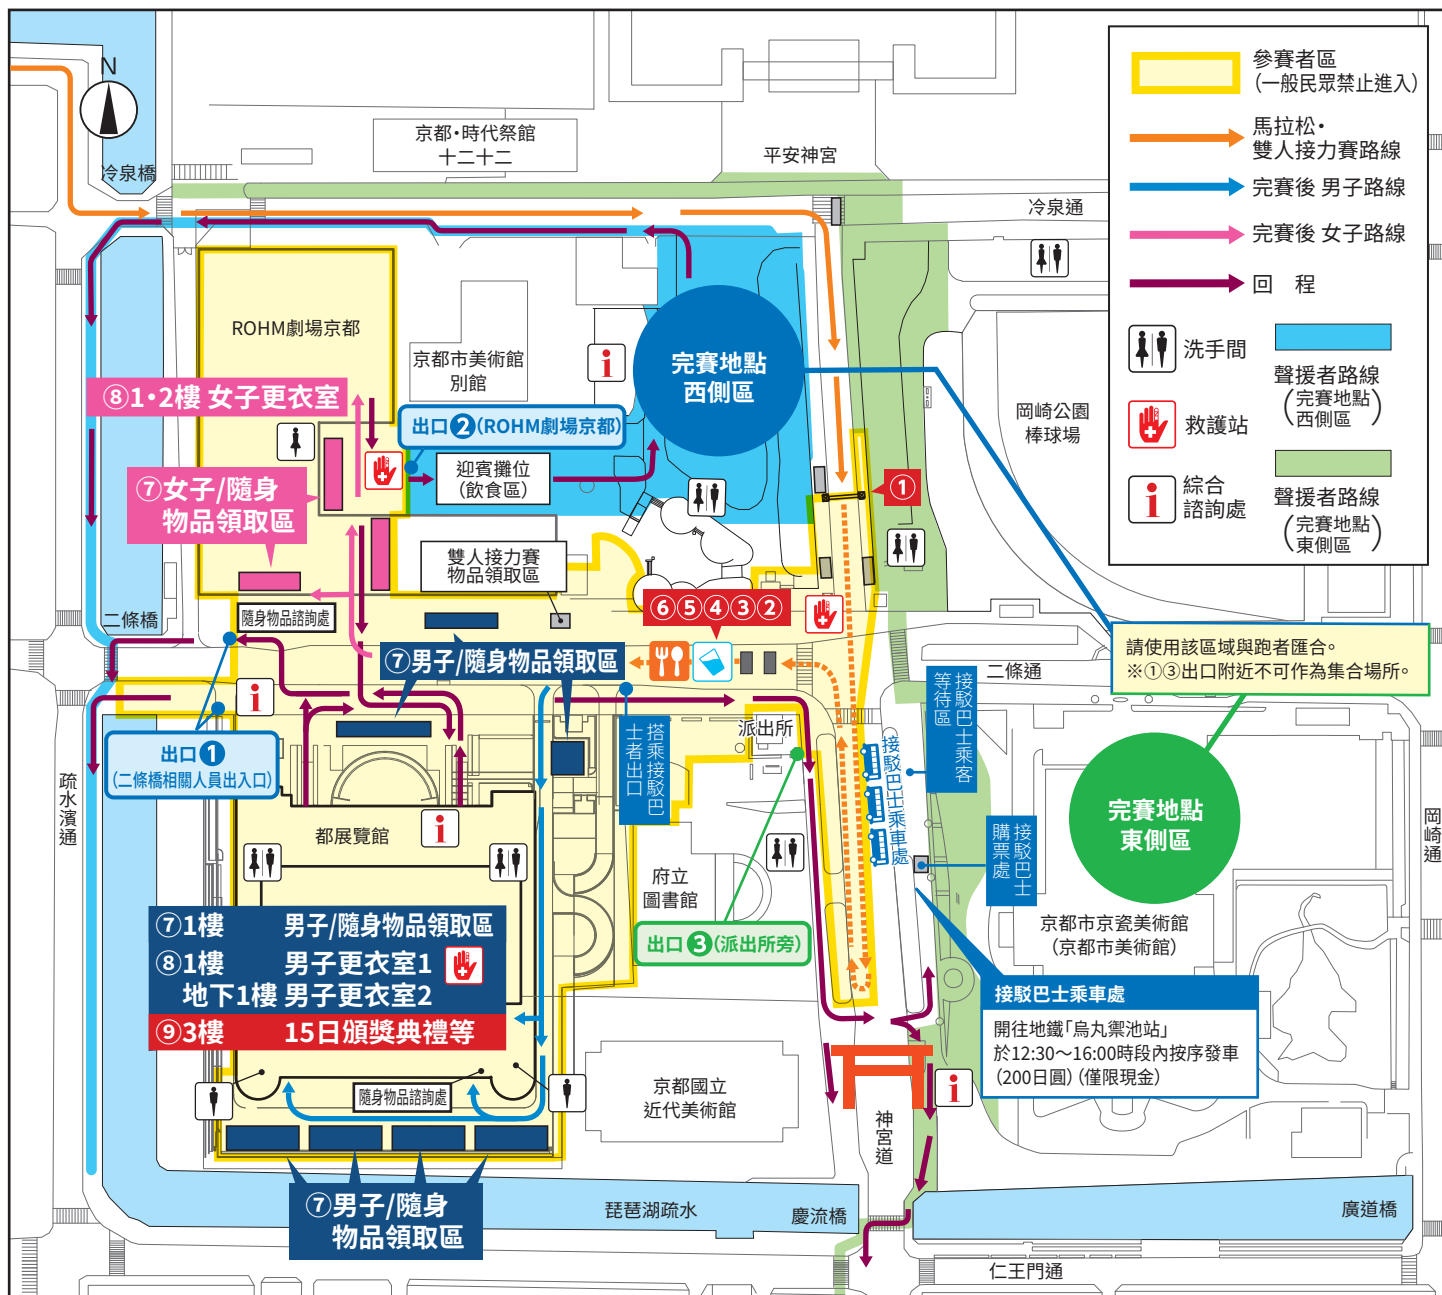 N
冷泉橋
京都・時代祭館
十二十二
平安神宮
冷泉通
參賽者區
(一般民眾禁止進入)
馬拉松・
雙人接力賽路線
完賽後 男子路線
完賽後 女子路線
回　程
洗手間
救護站
i
綜合
諮詢處
聲援者路線
(完賽地點
西側區)
聲援者路線
(完賽地點
東側區)
ROHM劇場京都
京都市美術館
別館
i
完賽地點
西側區
岡崎公園
棒球場
⑧1・2樓 女子更衣室
出口❷(ROHM劇場京都)
迎賓攤位
(飲食區)
⑦女子/隨身
物品領取區
①
雙人接力賽
物品領取區
⑥⑤④③②
二條橋
隨身物品諮詢處
⑦男子/隨身物品領取區
請使用該區域與跑者匯合。
※①③出口附近不可作為集合場所。
二條通
i
出口❶
(二條橋相關人員出入口)
搭乘接駁巴
士者出口
派出所
接駁巴士乘車處
接駁巴士乘客
等待區
接駁巴士
購票處
完賽地點
東側區
疏水濱通
岡崎通
都展覽館
i
府立
圖書館
出口❸(派出所旁)
京都市京瓷美術館
(京都市美術館)
⑦1樓 男子/隨身物品領取區
⑧1樓 男子更衣室1
地下1樓 男子更衣室2
⑨3樓 15日頒獎典禮等
接駁巴士乘車處
開往地鐵「烏丸禦池站」
於12:30～16:00時段內按序發車
(200日圓)(僅限現金)
隨身物品諮詢處
京都國立
近代美術館
神宮道
i
⑦男子/隨身
物品領取區
琵琶湖疏水
慶流橋
廣道橋
仁王門通